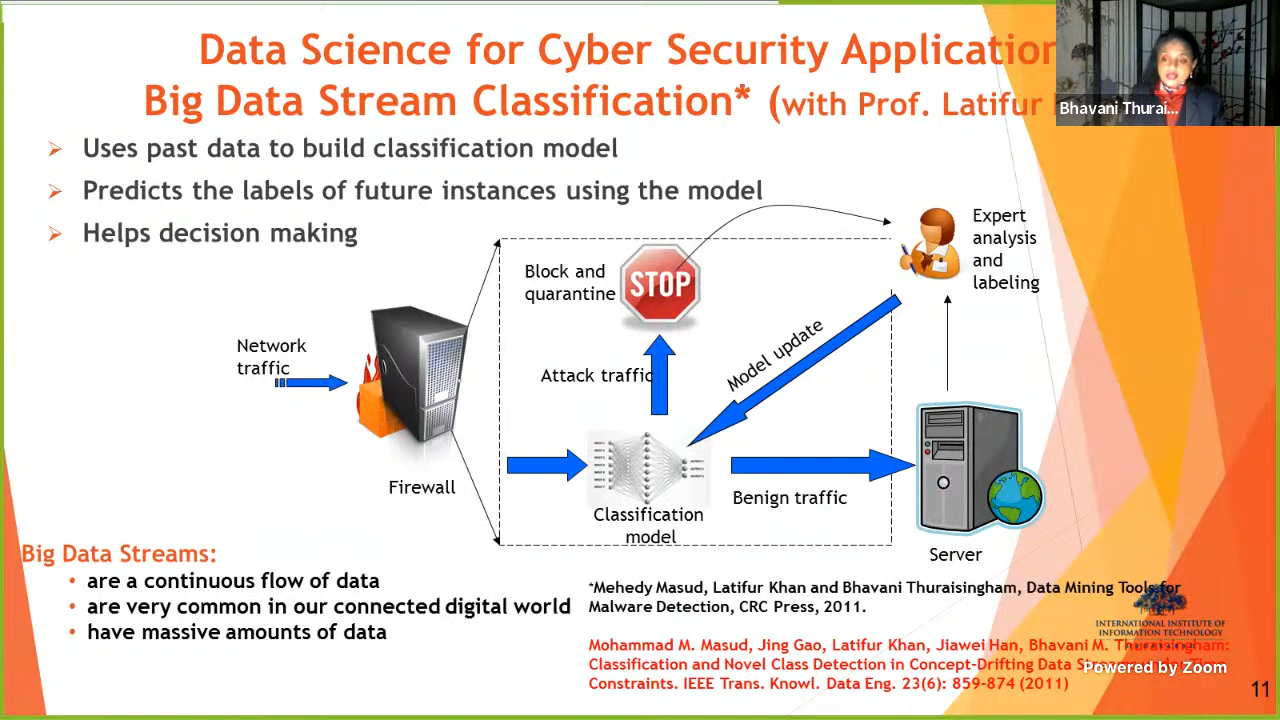 Data Science for Cyber Security Application
Big Data Stream Classification* (with Prof. Latifur
Bhavani Thurai...
Uses past data to build classification model
Predicts the labels of future instances using the model
Helps decision making
Expert
analysis
and
labeling
Block and
quarantine
STOP
Network
traffic
Model update
Attack traffic
Firewall
Classification
model
Benign traffic
Server
Big Data Streams:
• are a continuous flow of data
• are very common in our connected digital world
• have massive amounts of data
*Mehedy Masud, Latifur Khan and Bhavani Thuraisingham, Data Mining Tools for
Malware Detection, CRC Press, 2011.
INTERNATIONAL INSTITUTE OF
INFORMATION TECHNOLOGY
Mohammad M. Masud, Jing Gao, Latifur Khan, Jiawei Han, Bhavani M. Thuraisingham:
Classification and Novel Class Detection in Concept-Drifting Data
Constraints. IEEE Trans. Knowl. Data Eng. 23(6): 859-874 (2011)
Powered by Zoom
11